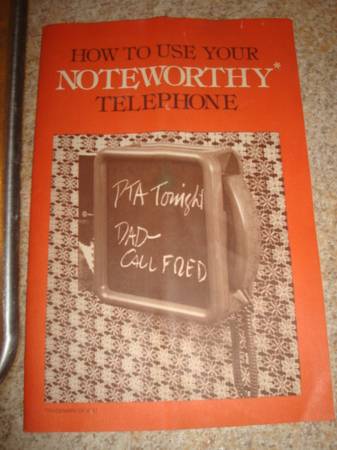 HOW TO USE YOUR
NOTEWORTHY*
TELEPHONE
PTA Tonight
DAD-
CALL FRED